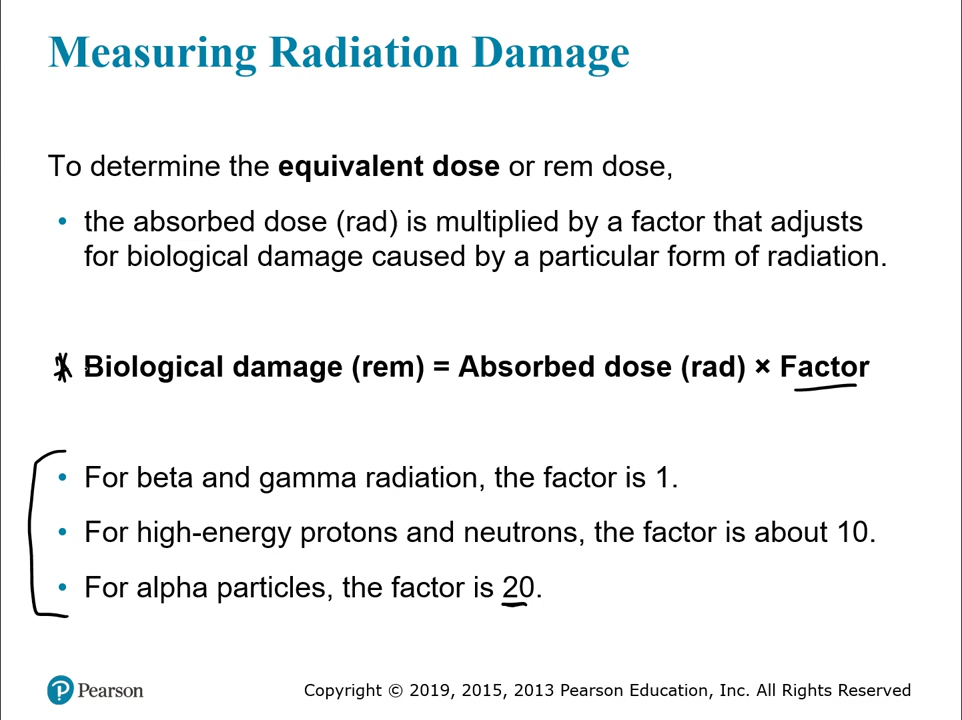 Measuring Radiation Damage
To determine the equivalent dose or rem dose,
• the absorbed dose (rad) is multiplied by a factor that adjusts
for biological damage caused by a particular form of radiation.
Biological damage (rem) = Absorbed dose (rad) × Factor
• For beta and gamma radiation, the factor is 1.
• For high-energy protons and neutrons, the factor is about 10.
• For alpha particles, the factor is 20.
Pearson
Copyright © 2019, 2015, 2013 Pearson Education, Inc. All Rights Reserved